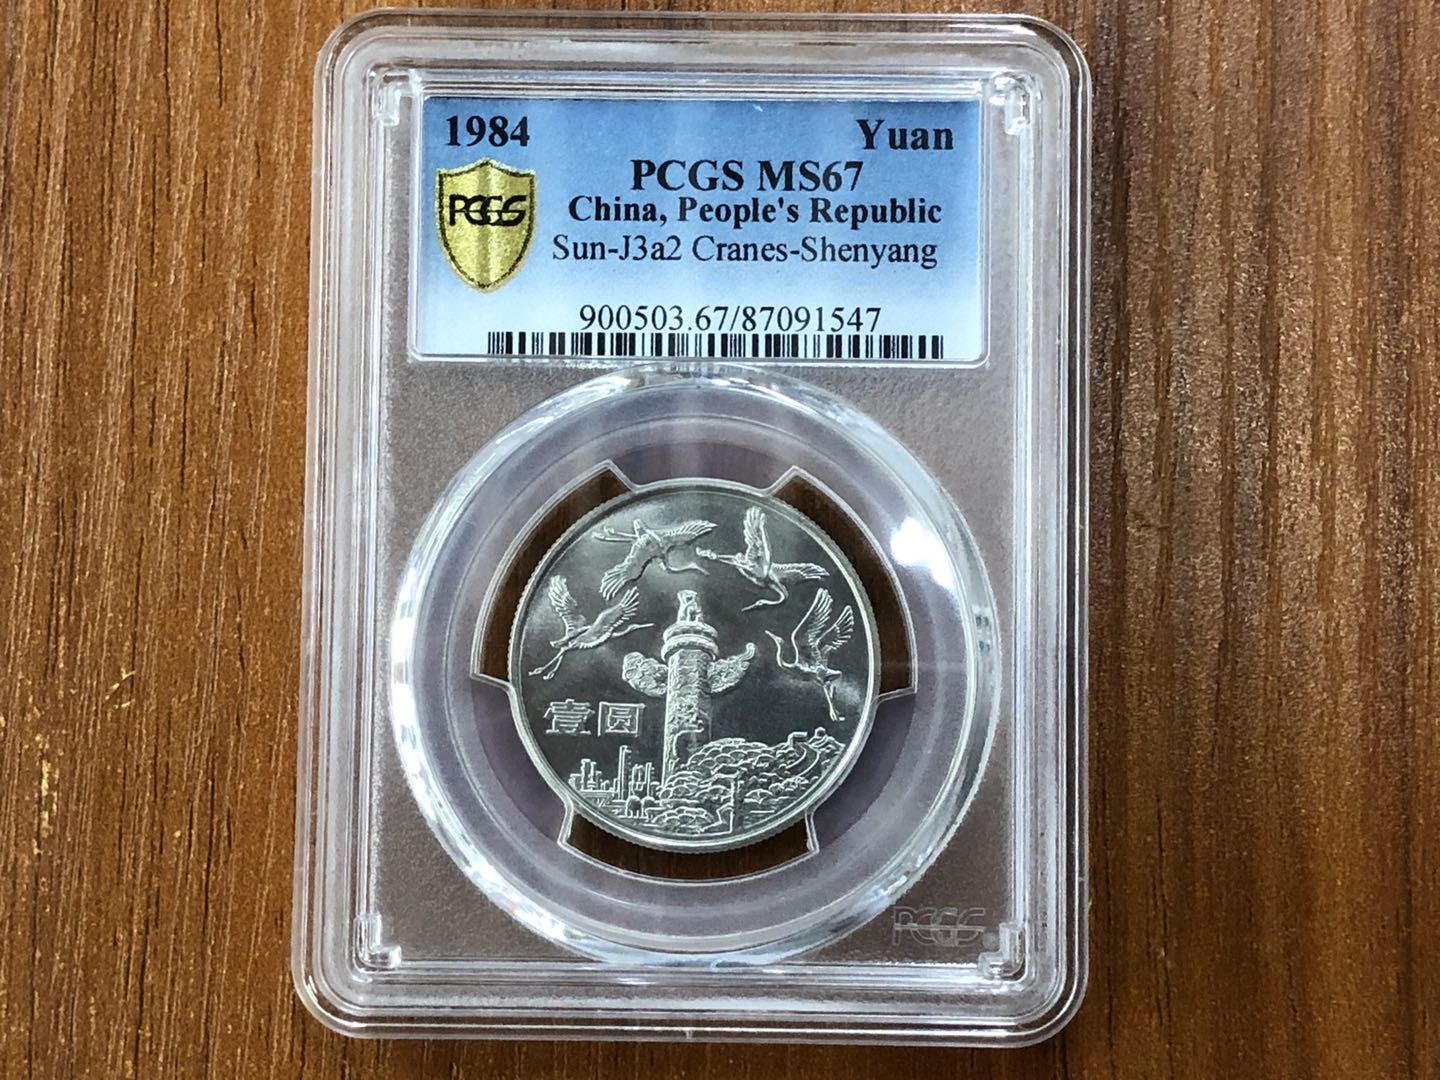 1984 Yuan
PCGS MS67
PCGS
China, People's Republic
Sun-J3a2 Cranes-Shenyang
900503.67/87091547
壹圆
PCGS